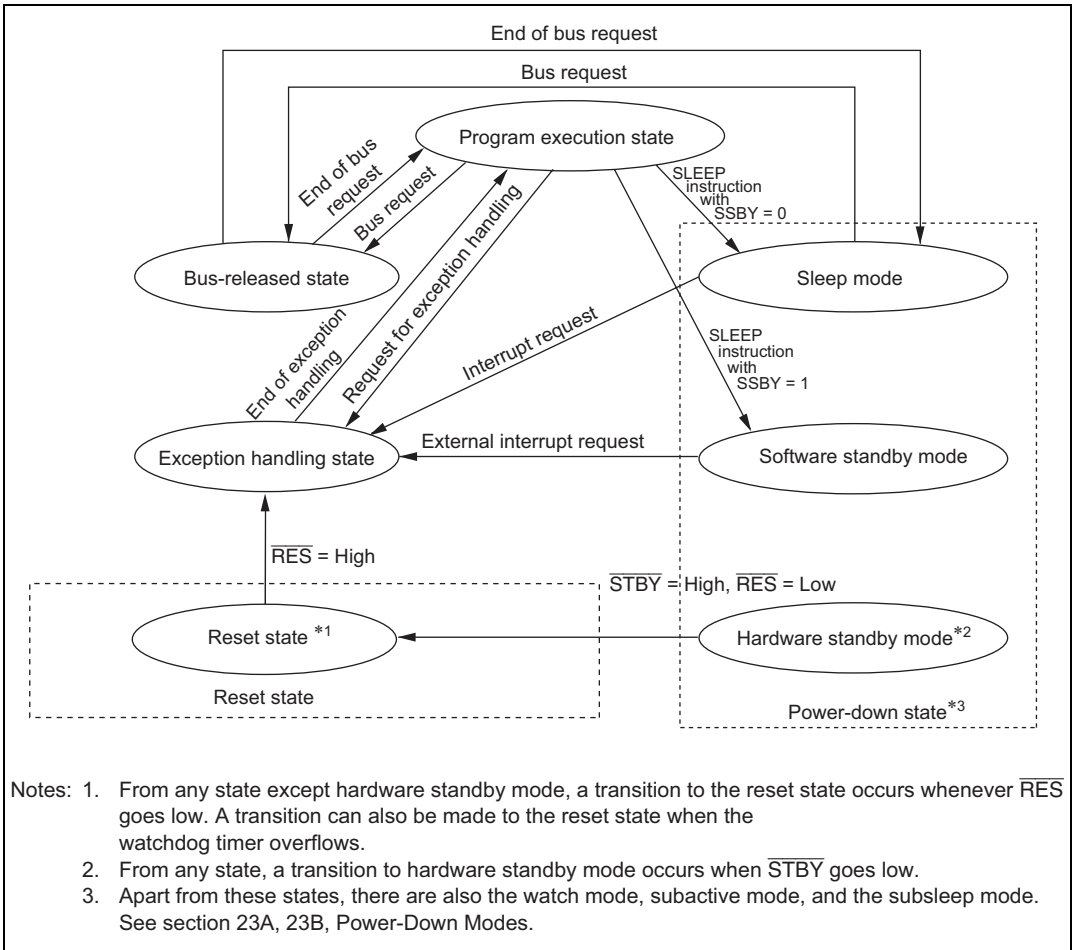 End of bus request
Bus request
Program execution state
End of bus
request
Bus request
SLEEP
instruction
with
SSBY = 0
Bus-released state
Sleep mode
Request for exception handling
End of exception
handling
Interrupt request
SLEEP
instruction
with
SSBY = 1
Exception handling state
External interrupt request
Software standby mode
R̅E̅S̅ = High
S̅T̅B̅Y̅ = High, R̅E̅S̅ = Low
Reset state *1
Hardware standby mode*2
Reset state
Power-down state*3
Notes: 1. From any state except hardware standby mode, a transition to the reset state occurs whenever R̅E̅S̅
goes low. A transition can also be made to the reset state when the
watchdog timer overflows.
2. From any state, a transition to hardware standby mode occurs when S̅T̅B̅Y̅ goes low.
3. Apart from these states, there are also the watch mode, subactive mode, and the subsleep mode.
See section 23A, 23B, Power-Down Modes.